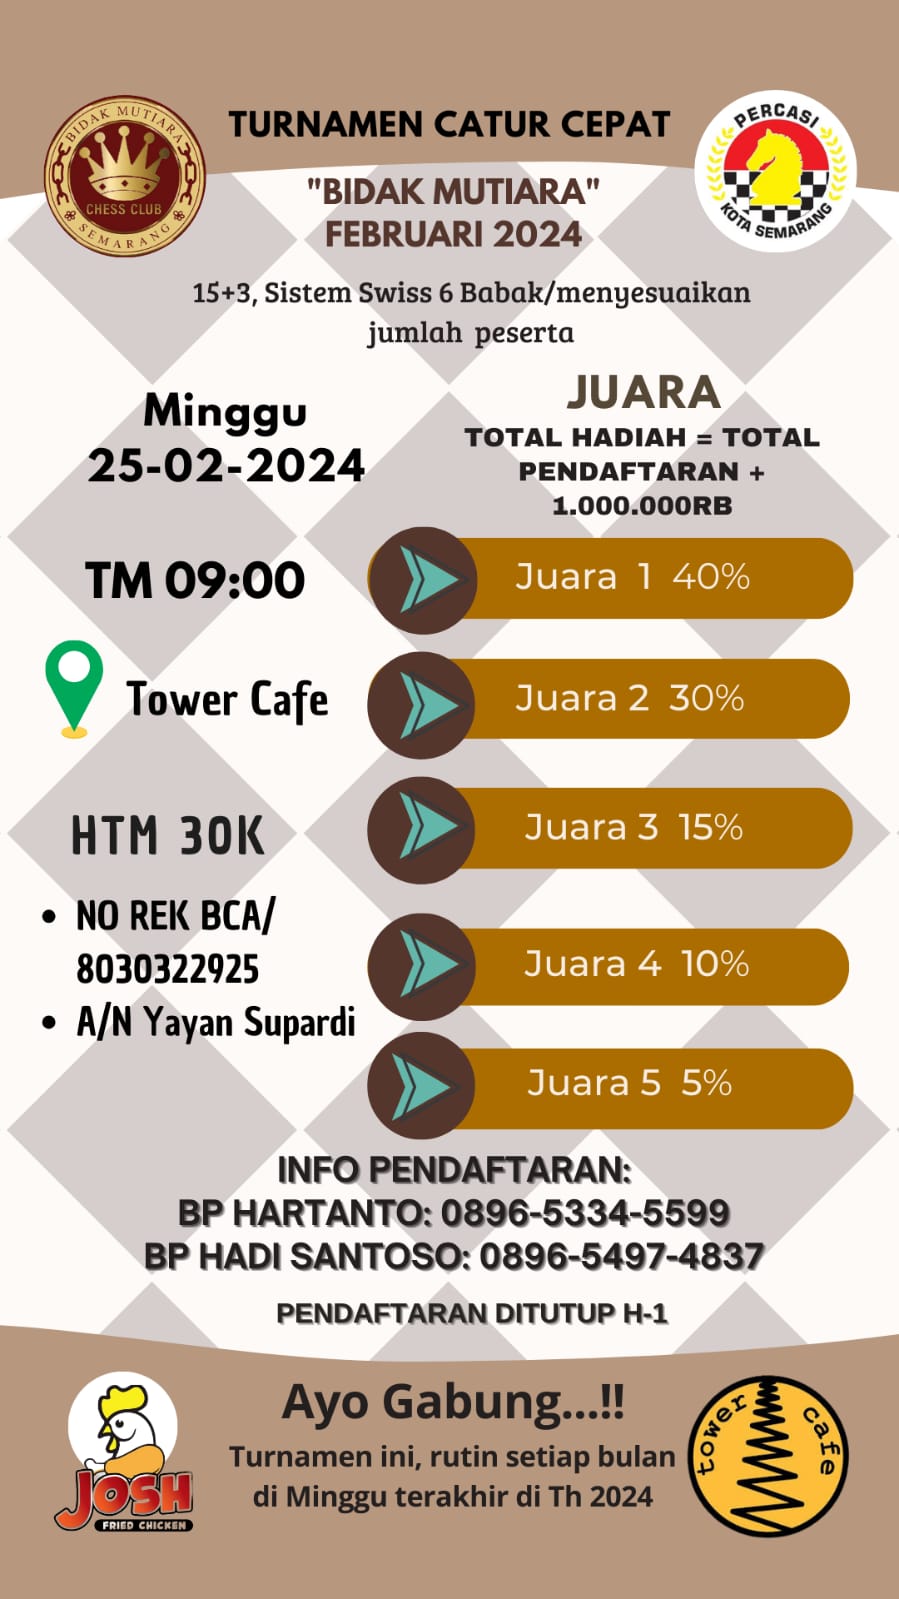 BIDAK MUTIARA
CHESS CLUB
SEMARANG
TURNAMEN CATUR CEPAT
PERCASI
KOTA SEMARANG
"BIDAK MUTIARA"
FEBRUARI 2024
15+3, Sistem Swiss 6 Babak/menyesuaikan
jumlah peserta
Minggu
25-02-2024
TM 09:00
Tower Cafe
HTM 30K
• NO REK BCA/
8030322925
• A/N Yayan Supardi
JUARA
TOTAL HADIAH = TOTAL
PENDAFTARAN +
1.000.000RB
Juara 1 40%
Juara 2 30%
Juara 3 15%
Juara 4 10%
Juara 5 5%
INFO PENDAFTARAN:
BP HARTANTO: 0896-5334-5599
BP HADI SANTOSO: 0896-5497-4837
PENDAFTARAN DITUTUP H-1
JOSH
FRIED CHICKEN
Ayo Gabung...!!
Turnamen ini, rutin setiap bulan
di Minggu terakhir di Th 2024
tower cafe